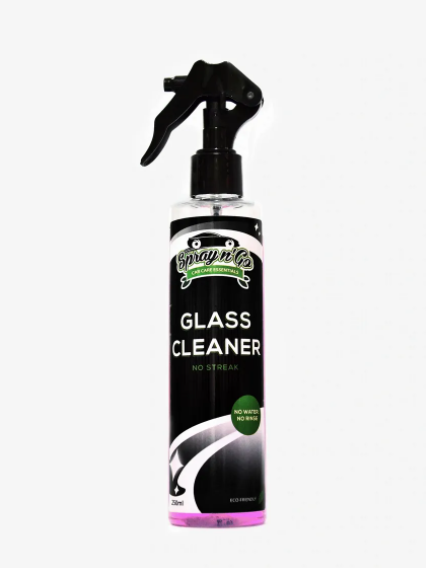 Spray n' Go
CAR CARE ESSENTIALS
GLASS
CLEANER
NO STREAK
NO WATER
NO RINSE
250ml
ECO FRIENDLY